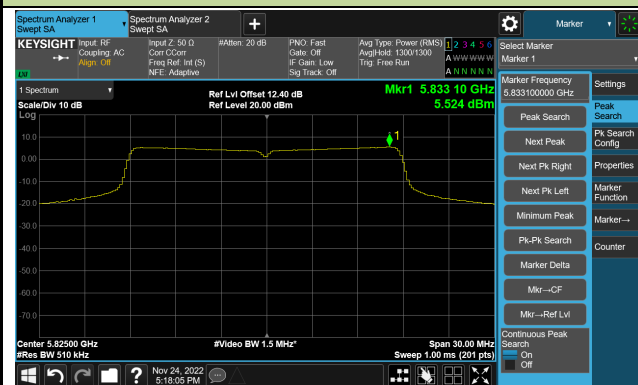 Spectrum Analyzer 1
Swept SA
Spectrum Analyzer 2
Swept SA
+
Marker
KEYSIGHT
Input: RF
Coupling: AC
Align: Off
Input Z: 50 Ω
Corr CCorr
Freq Ref: Int (S)
NFE: Adaptive
#Atten: 20 dB
PNO: Fast
Gate: Off
IF Gain: Low
Sig Track: Off
Avg Type: Power (RMS)
Avg|Hold: 1300/1300
Trig: Free Run
1 2 3 4 5 6
A W W W W W
A N N N N N
LXI
Select Marker
Marker 1
1 Spectrum
Scale/Div 10 dB
Ref Lvl Offset 12.40 dB
Ref Level 20.00 dBm
Mkr1 5.833 10 GHz
5.524 dBm
Log
10.0
0.00
-10.0
-20.0
-30.0
-40.0
-50.0
-60.0
-70.0
1
Center 5.82500 GHz
#Res BW 510 kHz
#Video BW 1.5 MHz*
Span 30.00 MHz
Sweep 1.00 ms (201 pts)
Marker Frequency
5.833100000 GHz
Peak Search
Next Peak
Next Pk Right
Next Pk Left
Minimum Peak
Pk-Pk Search
Marker Delta
Mkr→CF
Mkr→Ref Lvl
Continuous Peak
Search
On
Off
Settings
Peak
Search
Pk Search
Config
Properties
Marker
Function
Marker→
Counter
?
Nov 24, 2022
5:18:05 PM